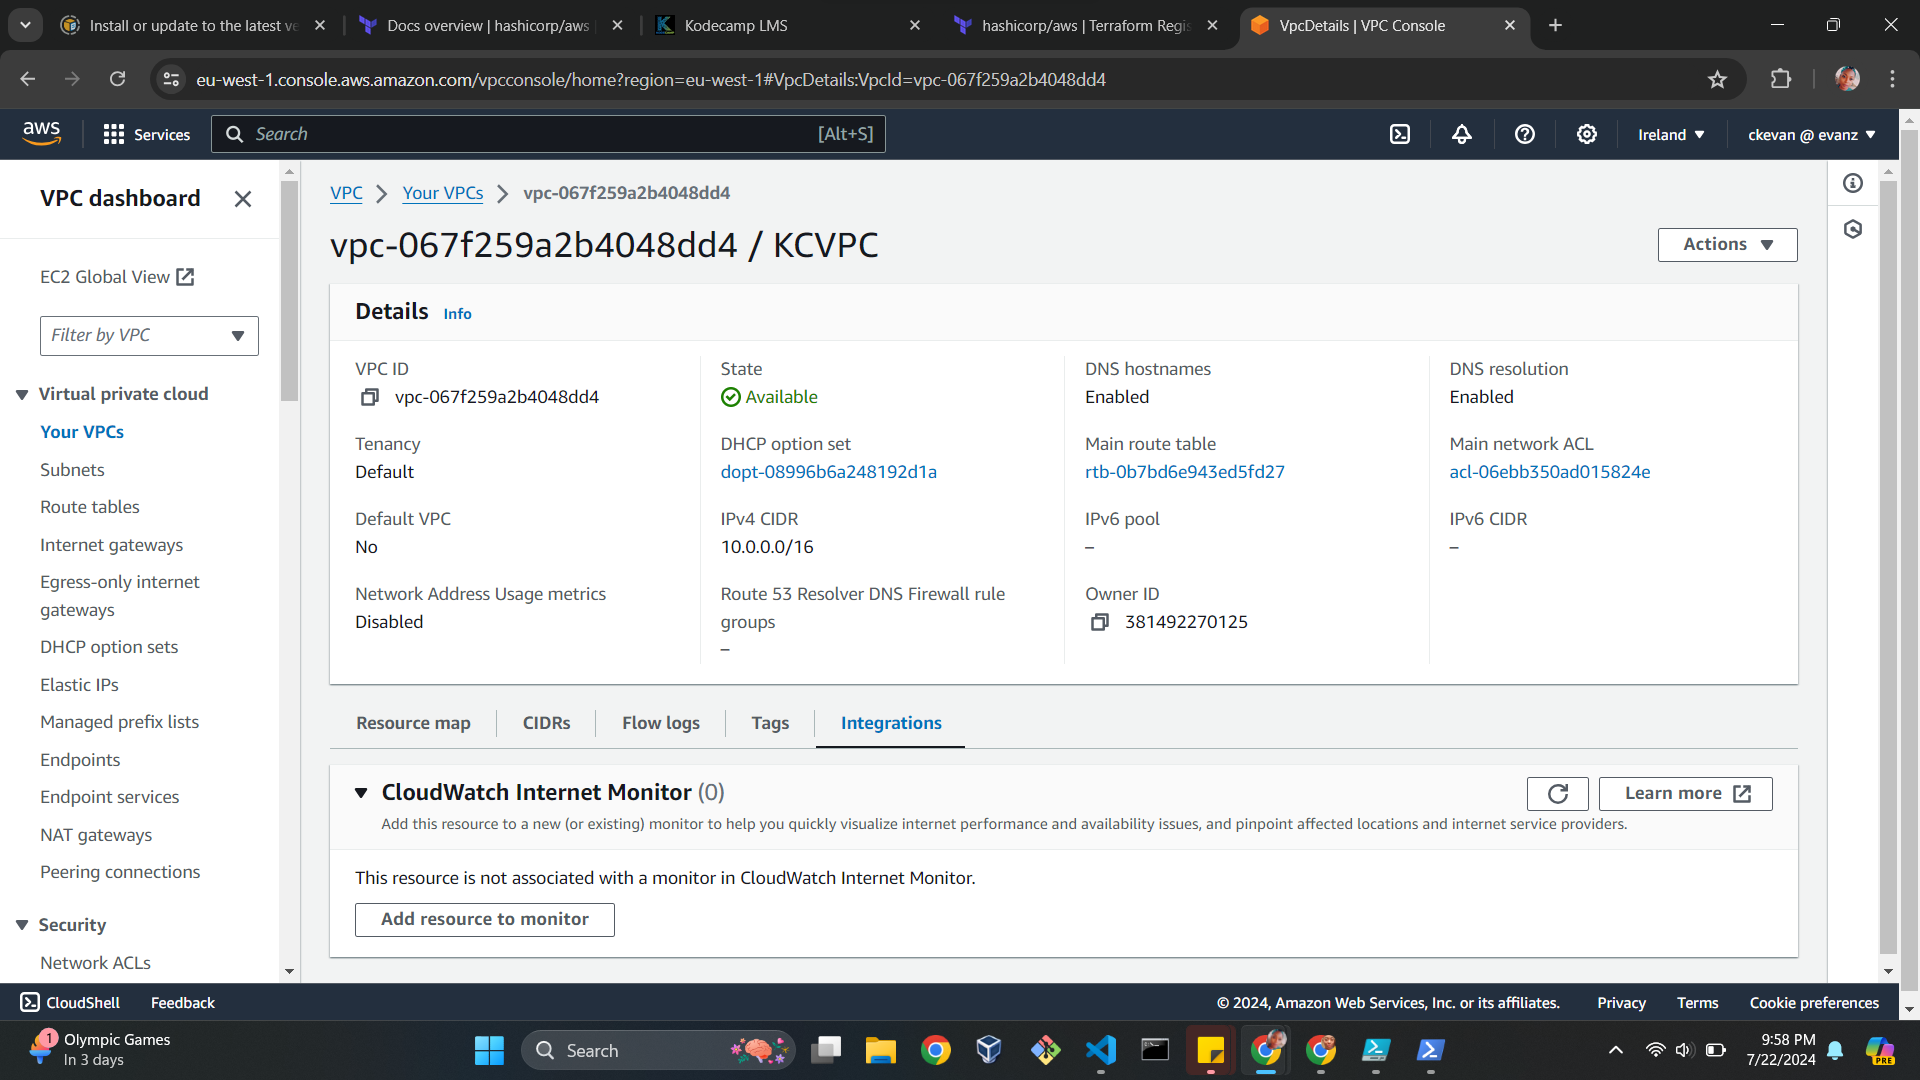 Install or update to the latest ve
Docs overview | hashicorp/aws
Kodecamp LMS
hashicorp/aws | Terraform Regis
VpcDetails | VPC Console
eu-west-1.console.aws.amazon.com/vpcconsole/home?region=eu-west-1#VpcDetails:VpcId=vpc-067f259a2b4048dd4
aws
Services
Search
[Alt+S]
Ireland
ckevan @ evanz
VPC dashboard
EC2 Global View
Filter by VPC
Virtual private cloud
Your VPCs
Subnets
Route tables
Internet gateways
Egress-only internet
gateways
DHCP option sets
Elastic IPs
Managed prefix lists
Endpoints
Endpoint services
NAT gateways
Peering connections
Security
Network ACLs
VPC
Your VPCs
vpc-067f259a2b4048dd4
vpc-067f259a2b4048dd4 / KCVPC
Actions
Details Info
VPC ID
vpc-067f259a2b4048dd4
State
Available
DNS hostnames
Enabled
DNS resolution
Enabled
Tenancy
Default
DHCP option set
dopt-08996b6a248192d1a
Main route table
rtb-0b7bd6e943ed5fd27
Main network ACL
acl-06ebb350ad015824e
Default VPC
No
IPv4 CIDR
10.0.0.0/16
IPv6 pool
–
IPv6 CIDR
–
Network Address Usage metrics
Disabled
Route 53 Resolver DNS Firewall rule
groups
–
Owner ID
381492270125
Resource map
CIDRs
Flow logs
Tags
Integrations
CloudWatch Internet Monitor (0)
Learn more
Add this resource to a new (or existing) monitor to help you quickly visualize internet performance and availability issues, and pinpoint affected locations and internet service providers.
This resource is not associated with a monitor in CloudWatch Internet Monitor.
Add resource to monitor
CloudShell
Feedback
© 2024, Amazon Web Services, Inc. or its affiliates.
Privacy
Terms
Cookie preferences
1
Olympic Games
In 3 days
Search
9:58 PM
7/22/2024
PRE